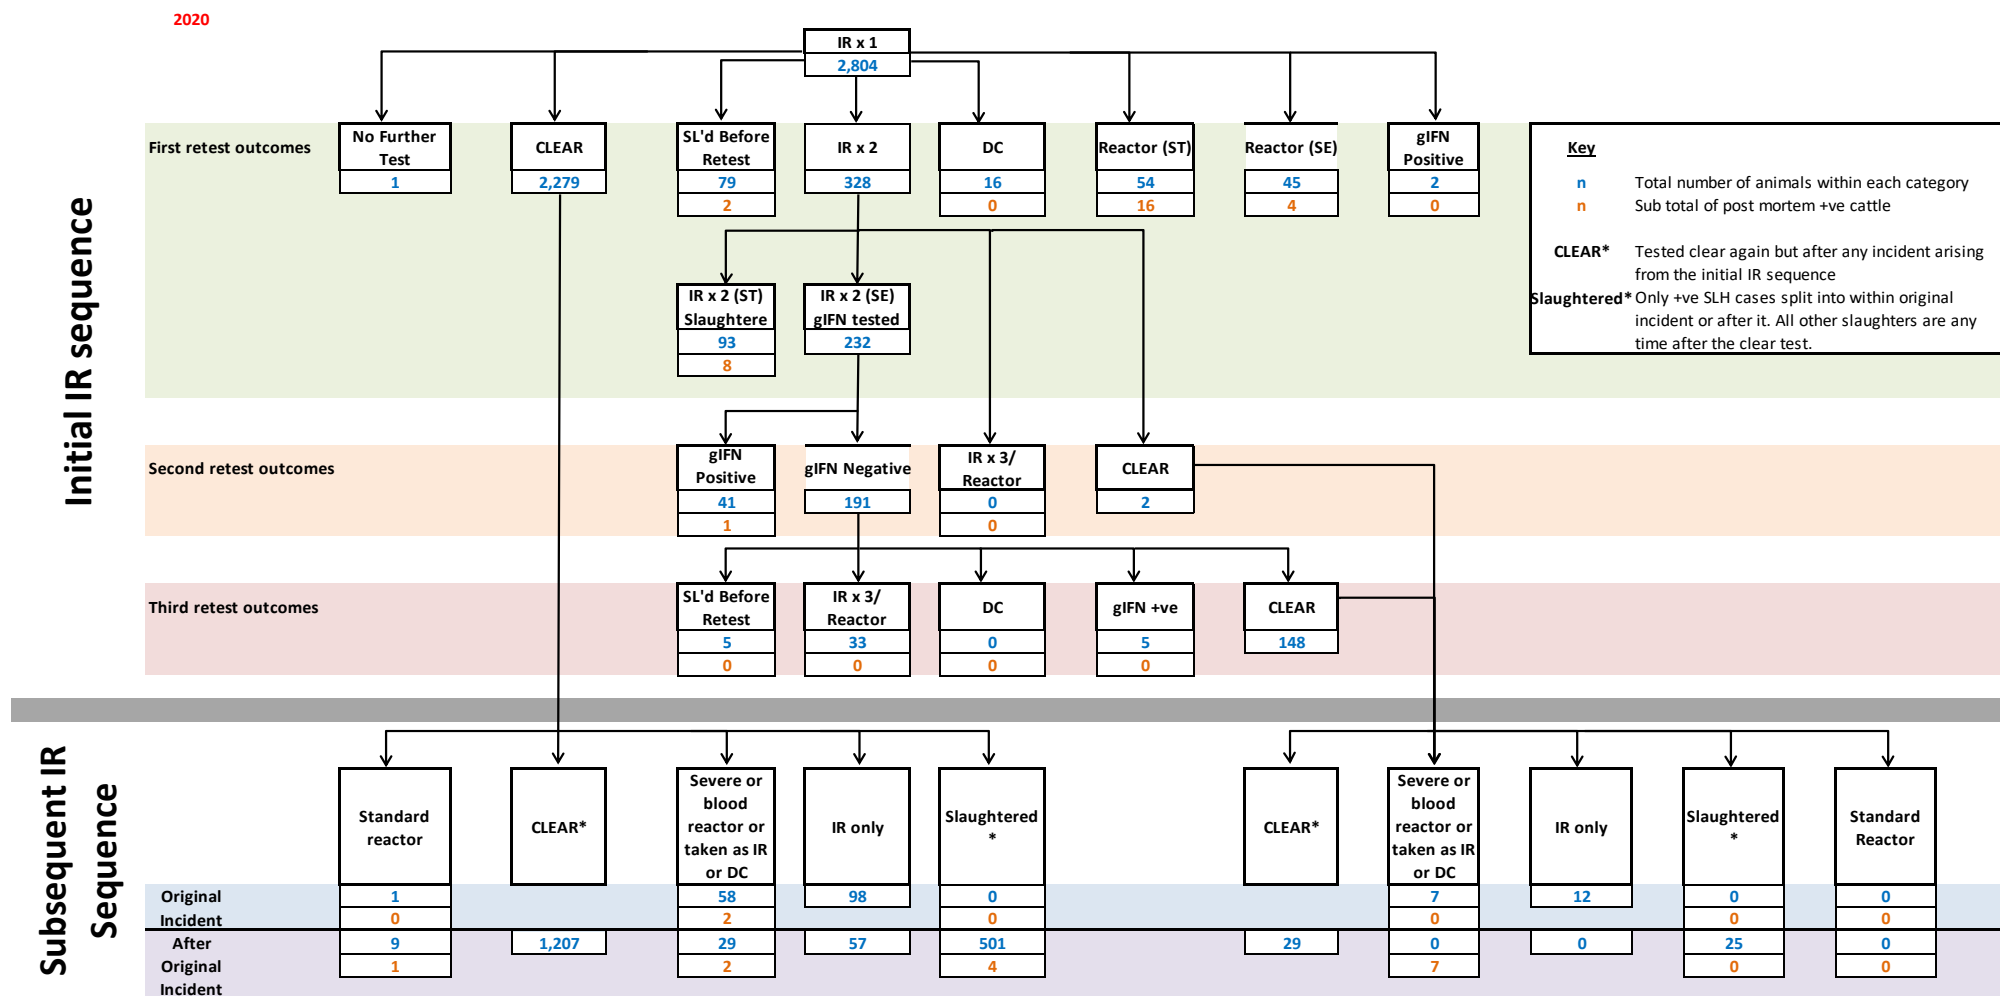 2020
IR x 1
2,804
Initial IR sequence
First retest outcomes
No Further
Test
1
CLEAR
2,279
SL'd Before
Retest
79
2
IR x 2
328
DC
16
0
Reactor (ST)
54
16
Reactor (SE)
45
4
gIFN
Positive
2
0
Key
n Total number of animals within each category
n Sub total of post mortem +ve cattle
CLEAR* Tested clear again but after any incident arising
from the initial IR sequence
Slaughtered* Only +ve SLH cases split into within original
incident or after it. All other slaughters are any
time after the clear test.
IR x 2 (ST)
Slaughtere
93
8
IR x 2 (SE)
gIFN tested
232
Second retest outcomes
gIFN
Positive
41
1
gIFN Negative
191
IR x 3/
Reactor
0
0
CLEAR
2
Third retest outcomes
SL'd Before
Retest
5
0
IR x 3/
Reactor
33
0
DC
0
0
gIFN +ve
5
0
CLEAR
148
Subsequent IR
Sequence
Standard
reactor
CLEAR*
Severe or
blood
reactor or
taken as IR
or DC
IR only
Slaughtered
*
CLEAR*
Severe or
blood
reactor or
taken as IR
or DC
IR only
Slaughtered
*
Standard
Reactor
Original 1 58 98 0 7 12 0 0
Incident 0 2 0 0 0 0
After 9 1,207 29 57 501 29 0 0 25 0
Original 1 2 4 7 0 0
Incident